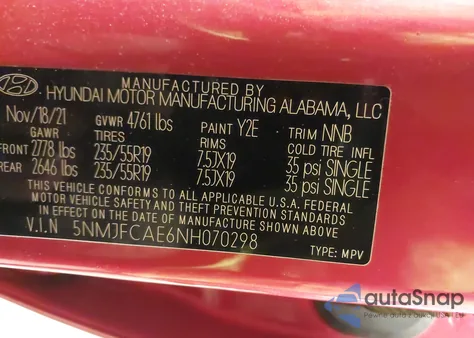 MANUFACTURED BY
HYUNDAI MOTOR MANUFACTURING ALABAMA, LLC
Nov/18/21 GVWR 4761 lbs PAINT Y2E TRIM NNB
GAWR TIRES RIMS COLD TIRE INFL
FRONT 2778 lbs 235/55R19 7.5JX19 35 psi SINGLE
REAR 2646 lbs 235/55R19 7.5JX19 35 psi SINGLE
THIS VEHICLE CONFORMS TO ALL APPLICABLE U.S.A FEDERAL
MOTOR VEHICLE SAFETY AND THEFT PREVENTION STANDARDS
IN EFFECT ON THE DATE OF MANUFACTURE SHOWN ABOVE
V.I.N 5NMJFCAE6NH070298
TYPE: MPV
autaSnap